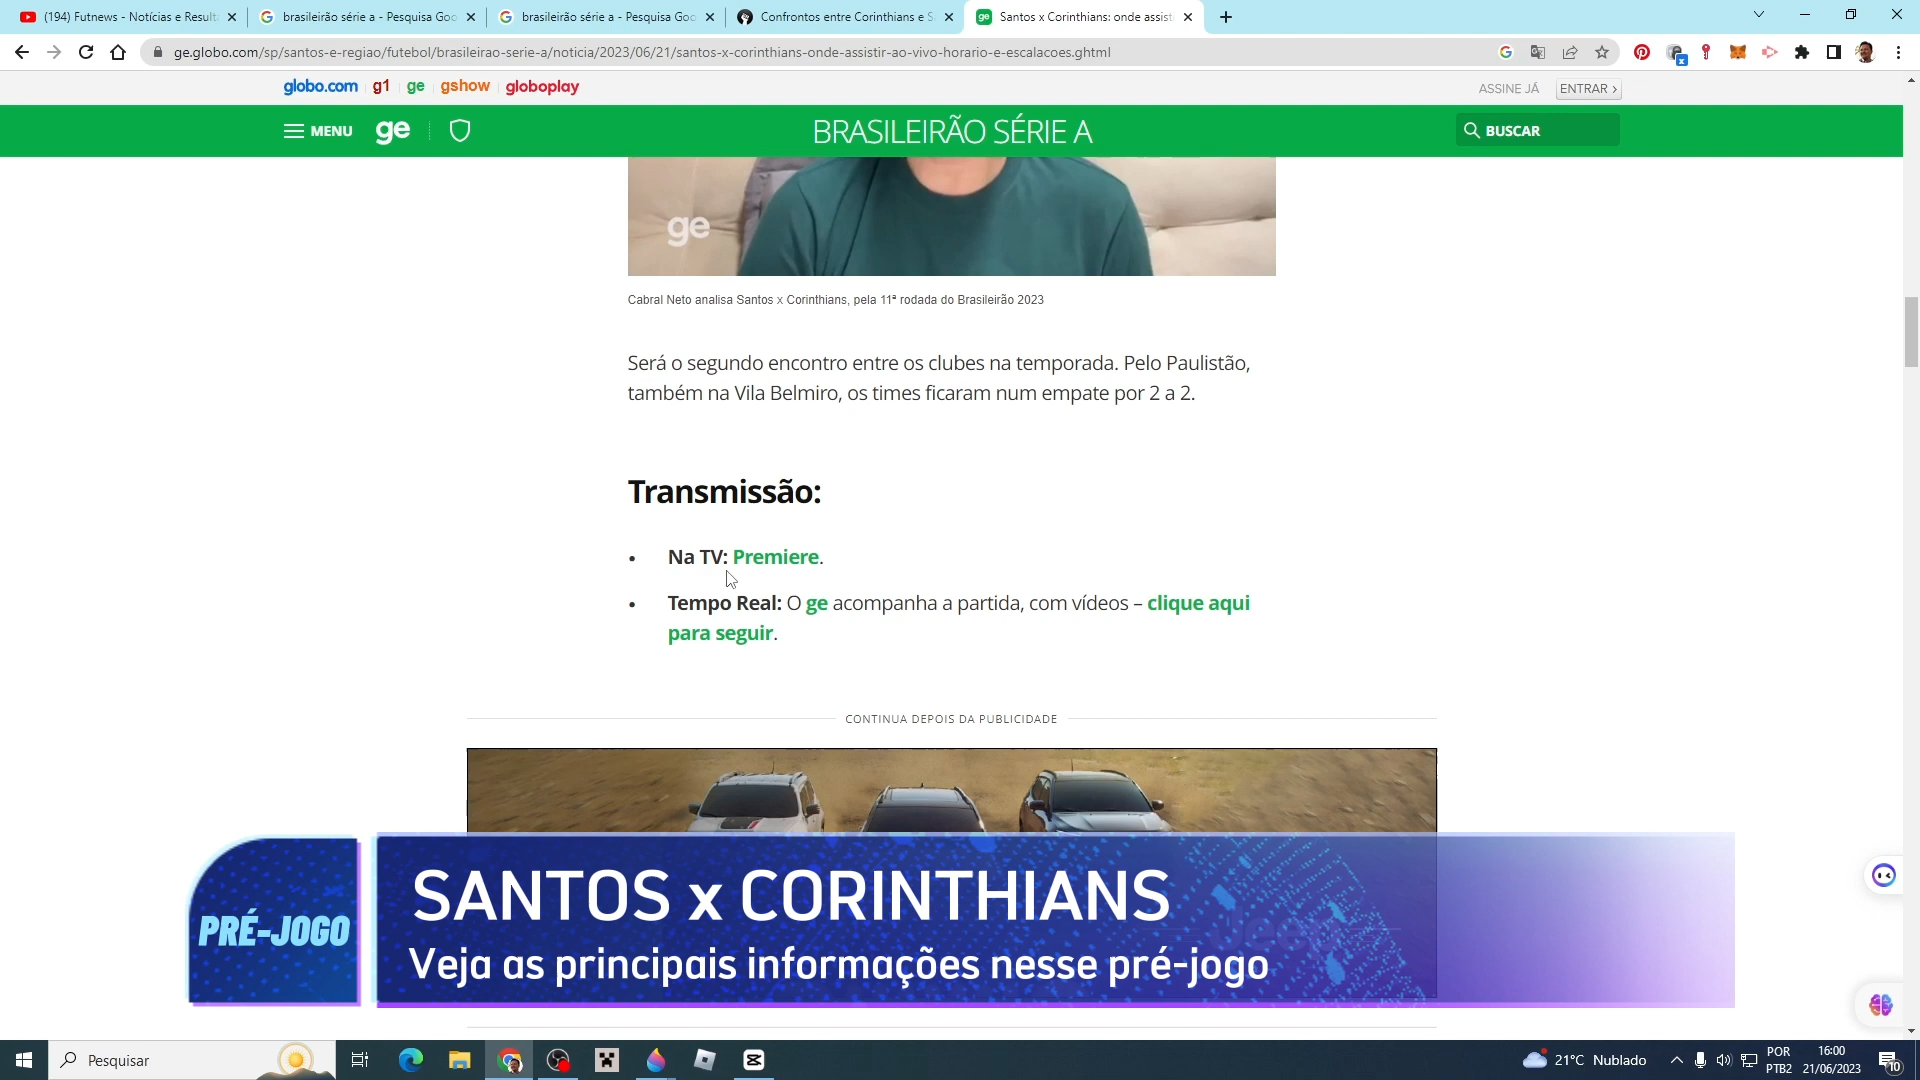 (194) Futnews - Notícias e Result
brasileirão série a - Pesquisa Goo
brasileirão série a - Pesquisa Goo
Confrontos entre Corinthians e S
Santos x Corinthians: onde assist
ge.globo.com/sp/santos-e-regiao/futebol/brasileirao-serie-a/noticia/2023/06/21/santos-x-corinthians-onde-assistir-ao-vivo-horario-e-escalacoes.ghtml
globo.com g1 ge gshow globoplay
ASSINE JÁ ENTRAR ›
MENU ge BRASILEIRÃO SÉRIE A BUSCAR
ge
Cabral Neto analisa Santos x Corinthians, pela 11ª rodada do Brasileirão 2023
Será o segundo encontro entre os clubes na temporada. Pelo Paulistão,
também na Vila Belmiro, os times ficaram num empate por 2 a 2.
Transmissão:
• Na TV: Premiere.
• Tempo Real: O ge acompanha a partida, com vídeos – clique aqui
para seguir.
CONTINUA DEPOIS DA PUBLICIDADE
PRÉ-JOGO
SANTOS x CORINTHIANS
Veja as principais informações nesse pré-jogo
Pesquisar
21°C Nublado
POR
PTB2
16:00
21/06/2023
10